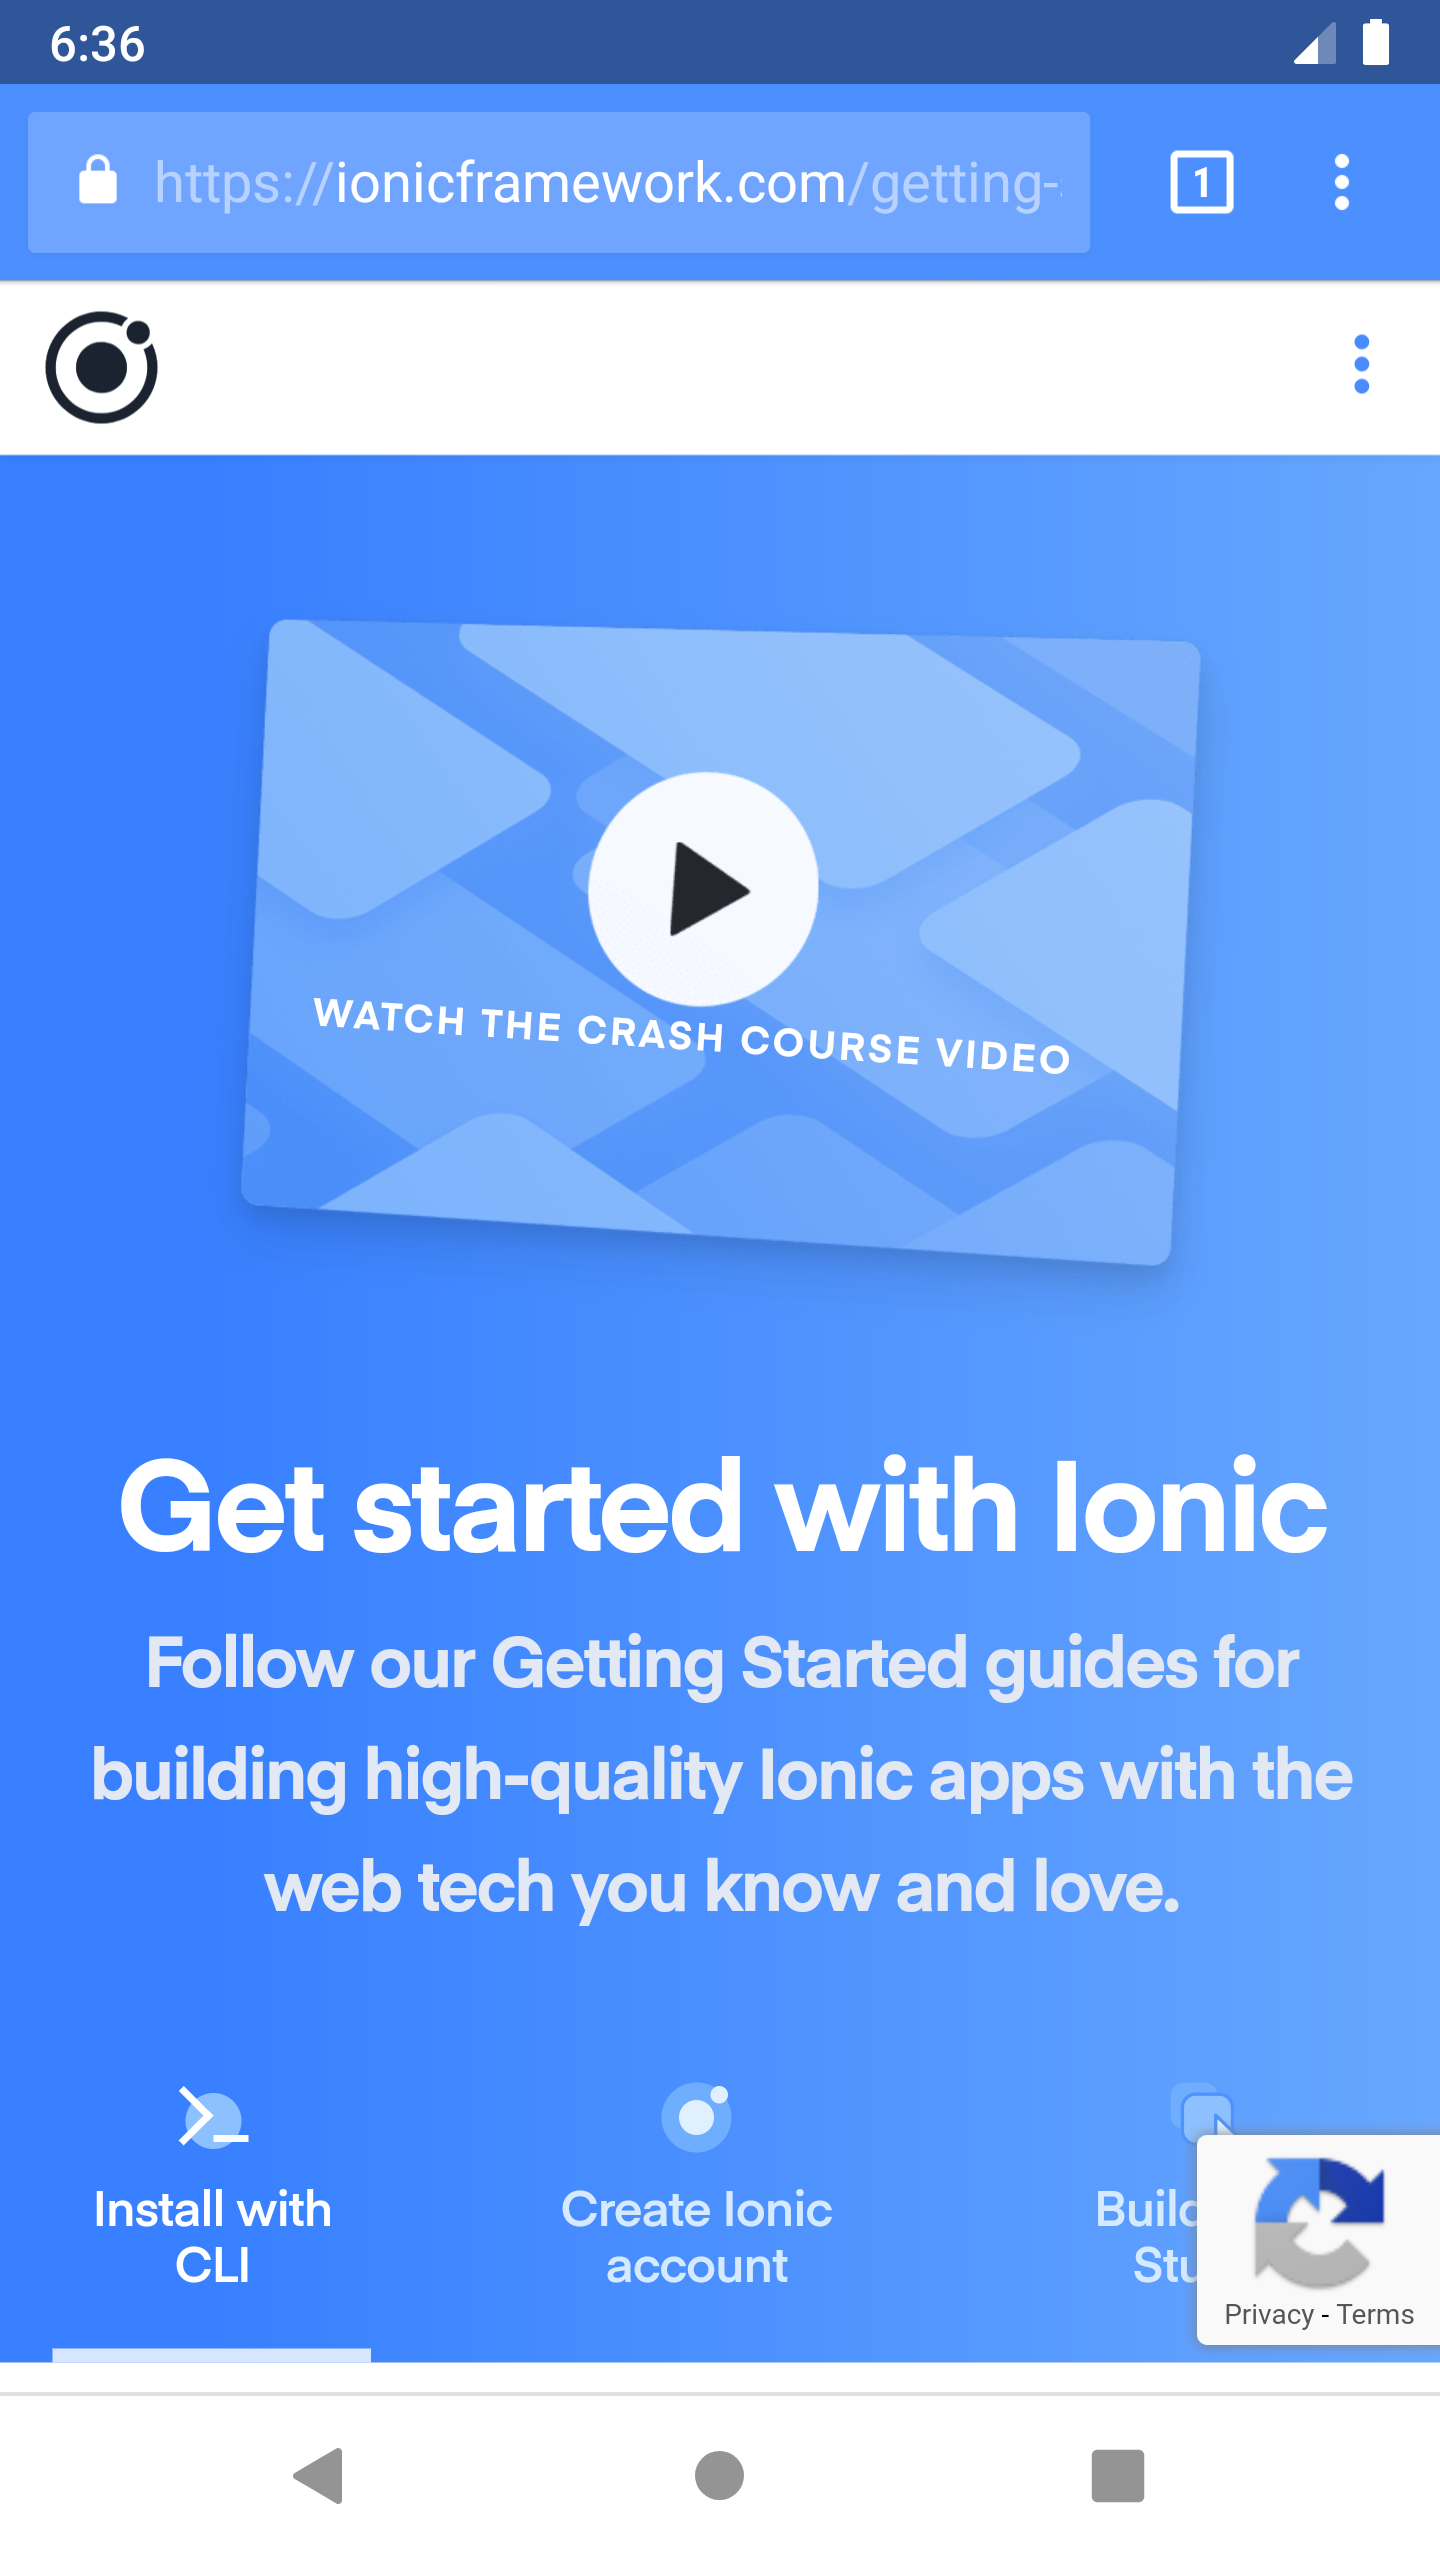 6:36
https://ionicframework.com/getting-
1
WATCH THE CRASH COURSE VIDEO
Get started with Ionic
Follow our Getting Started guides for
building high-quality Ionic apps with the
web tech you know and love.
Install with
CLI
Create Ionic
account
Privacy - Terms